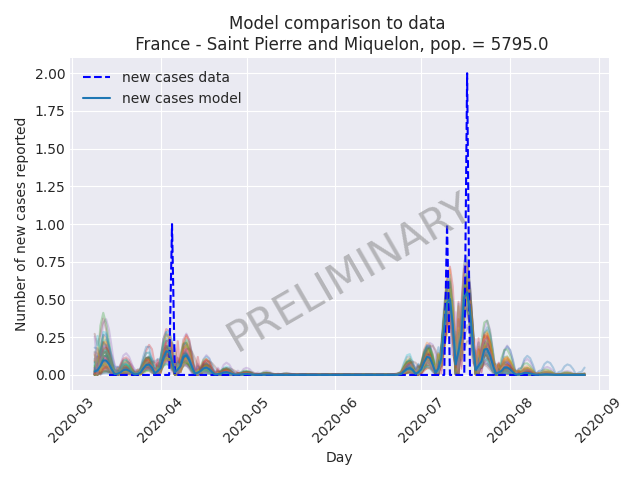 Model comparison to data
France - Saint Pierre and Miquelon, pop. = 5795.0
new cases data
new cases model
2.00
1.75
1.50
1.25
1.00
0.75
0.50
0.25
0.00
Number of new cases reported
PRELIMINARY
2020-03
2020-04
2020-05
2020-06
2020-07
2020-08
2020-09
Day